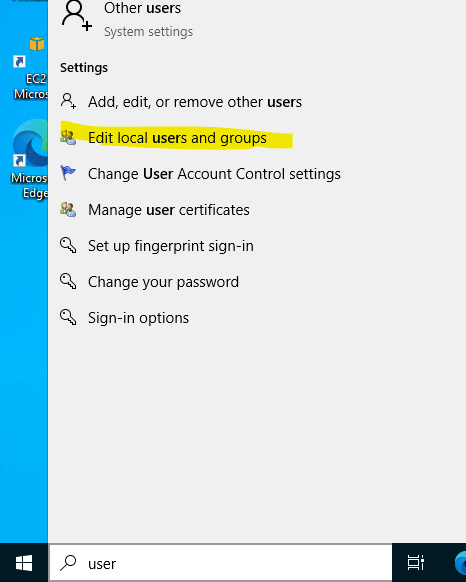 Other users
System settings
Settings
Add, edit, or remove other users
Edit local users and groups
Change User Account Control settings
Manage user certificates
Set up fingerprint sign-in
Change your password
Sign-in options
EC2
Micros
Micros
Edge
user